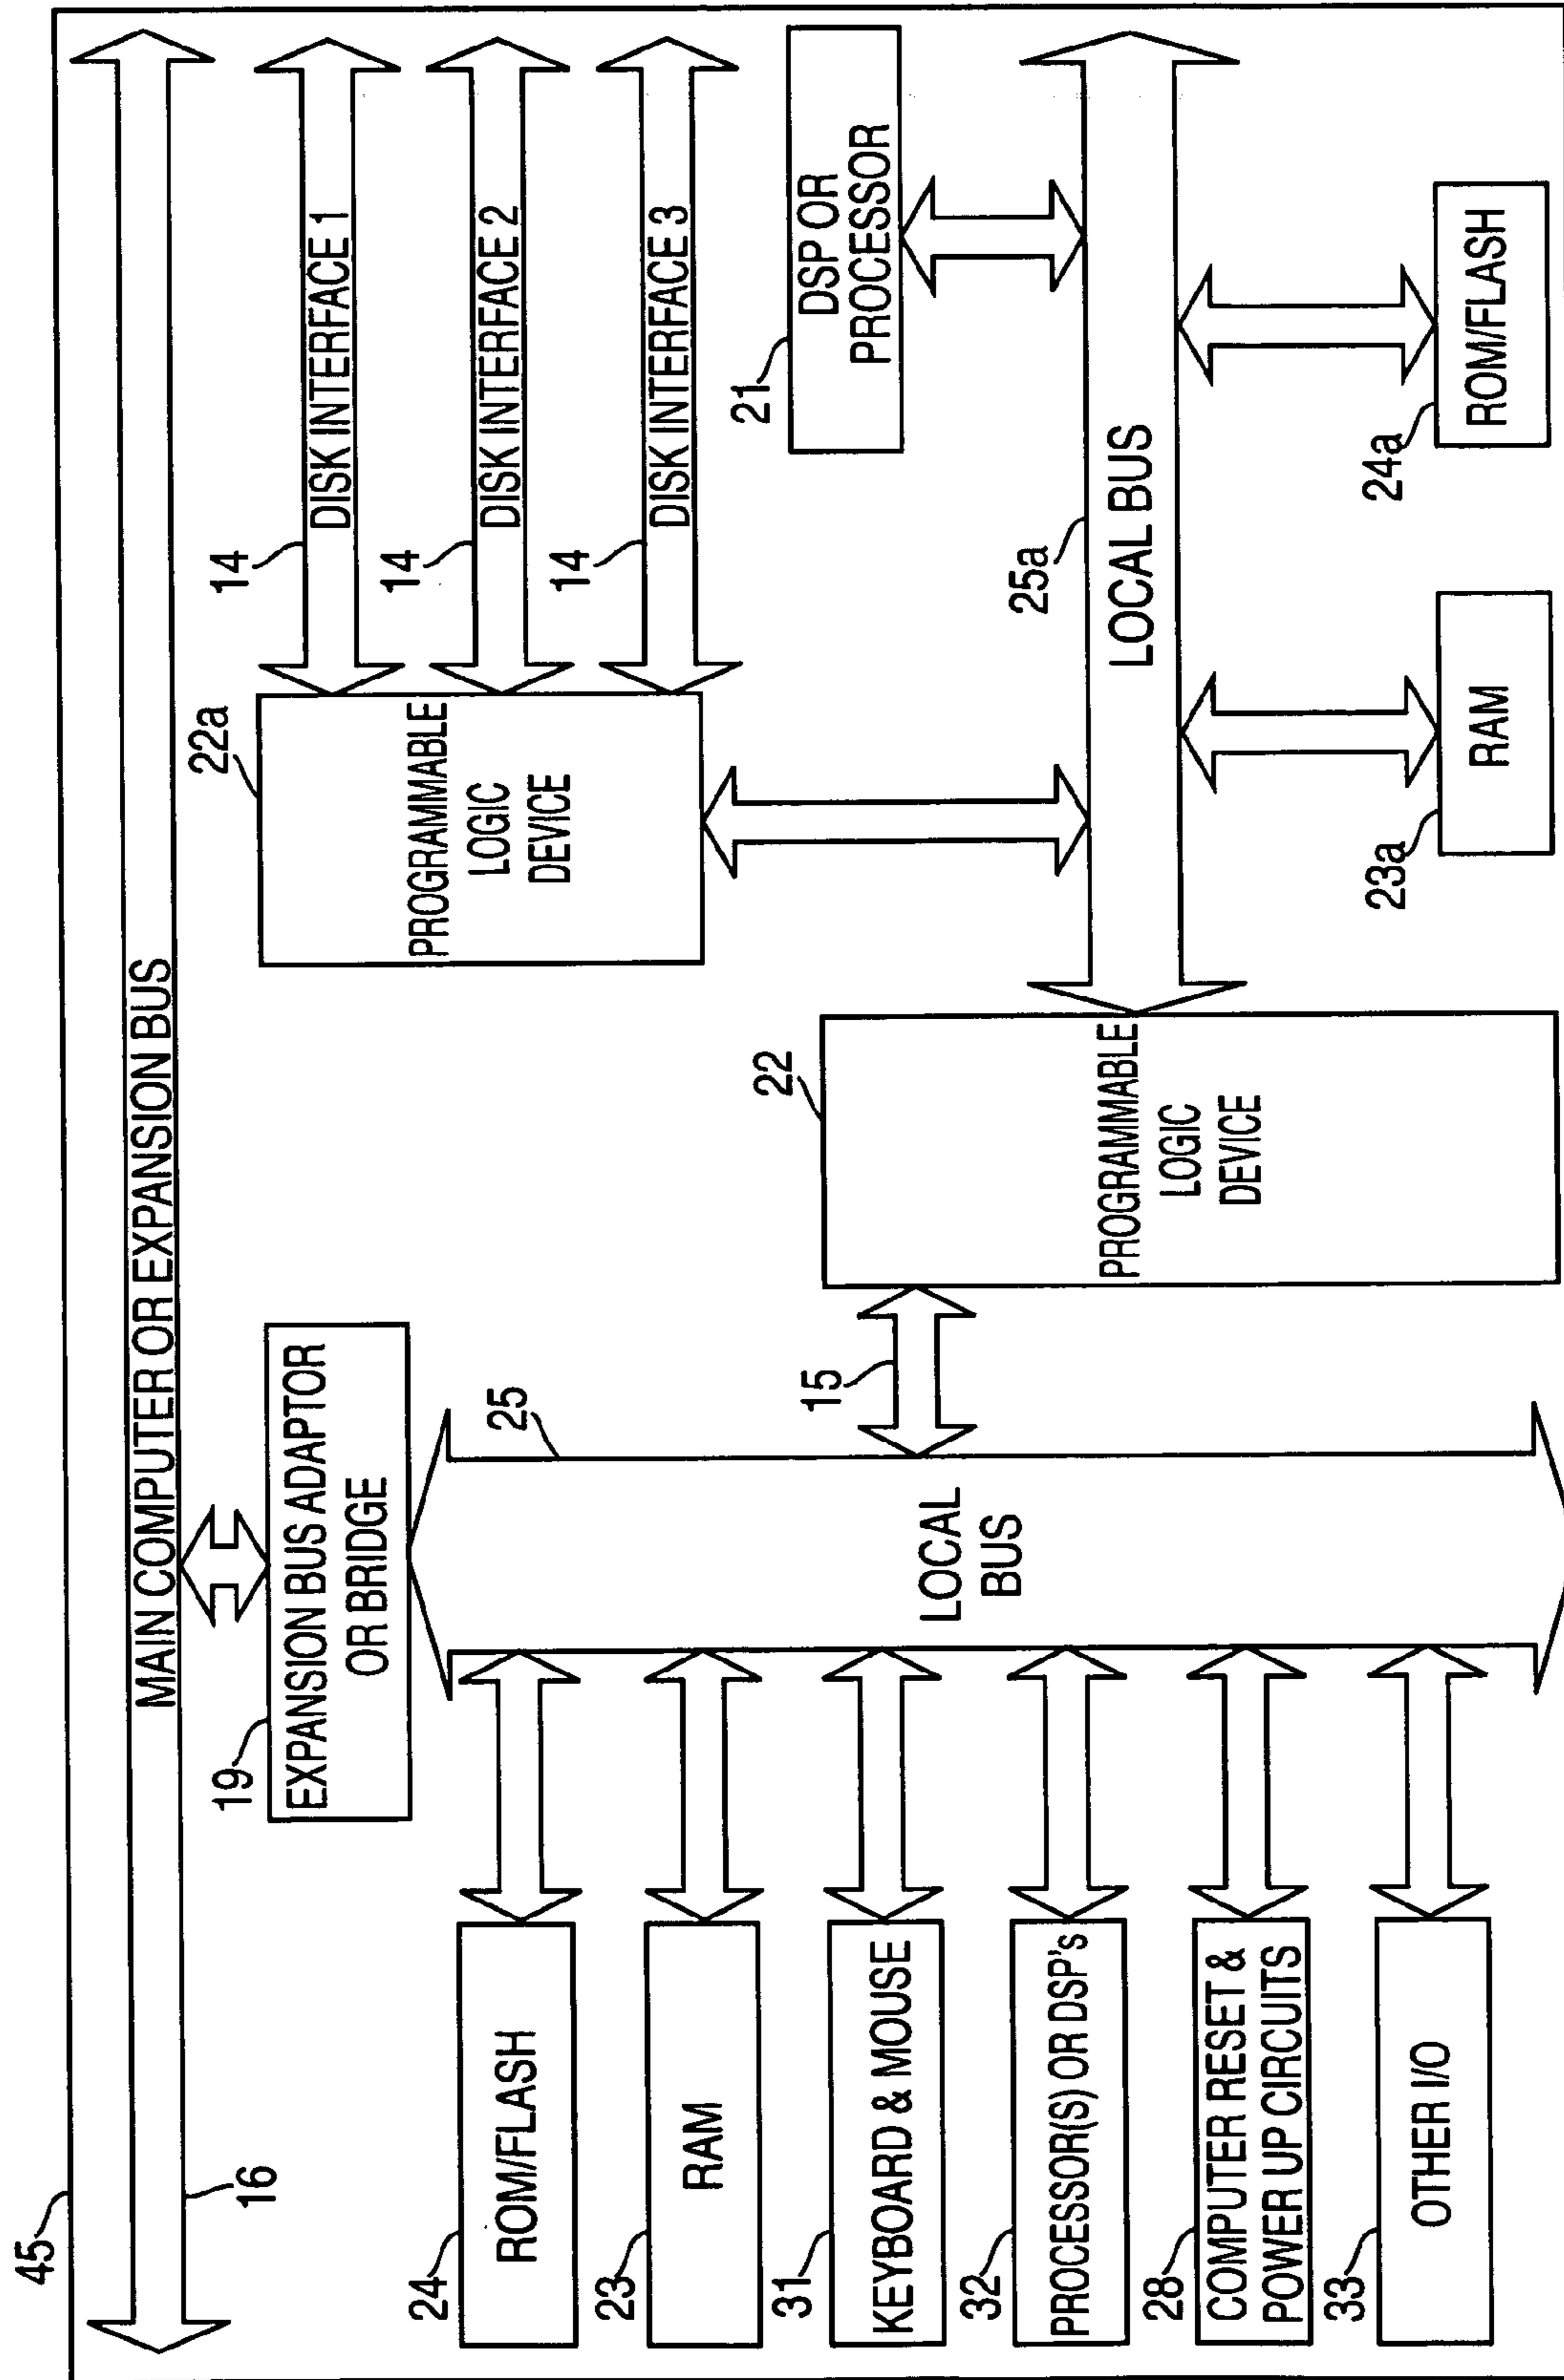 45
MAIN COMPUTER OR EXPANSION BUS
16
19
EXPANSION BUS ADAPTOR
OR BRIDGE
22a
PROGRAMMABLE
LOGIC
DEVICE
14
DISK INTERFACE 1
14
DISK INTERFACE 2
14
DISK INTERFACE 3
24
ROM/FLASH
23
RAM
31
KEYBOARD & MOUSE
32
PROCESSOR(S) OR DSP's
28
COMPUTER RESET &
POWER UP CIRCUITS
33
OTHER I/O
25
LOCAL
BUS
15
22
PROGRAMMABLE
LOGIC
DEVICE
21
DSP OR
PROCESSOR
25a
LOCAL BUS
23a
RAM
24a
ROM/FLASH